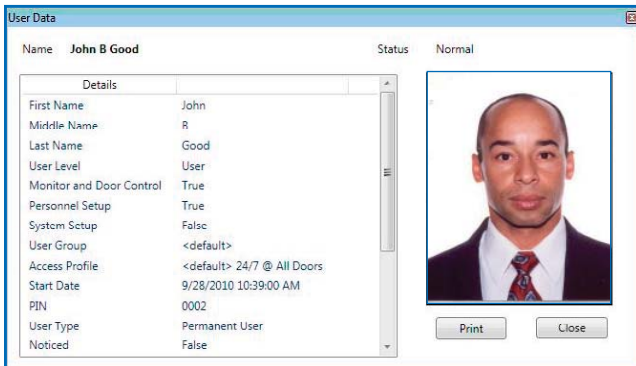 User Data
Name John B Good Status Normal
Details
First Name John
Middle Name B
Last Name Good
User Level User
Monitor and Door Control True
Personnel Setup True
System Setup False
User Group <default>
Access Profile <default> 24/7 @ All Doors
Start Date 9/28/2010 10:39:00 AM
PIN 0002
User Type Permanent User
Noticed False
Print Close